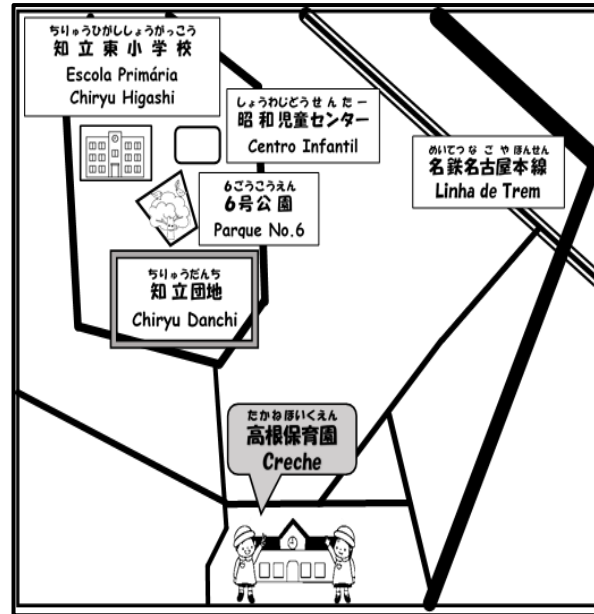 ちりゅうひがししょうがっこう
知立東小学校
Escola Primária
Chiryu Higashi
しょうわじどうせんたー
昭和児童センター
Centro Infantil
めいてつなごやほんせん
名鉄名古屋本線
Linha de Trem
6ごうこうえん
6号公園
Parque No.6
ちりゅうだんち
知立団地
Chiryu Danchi
たかねほいくえん
高根保育園
Creche